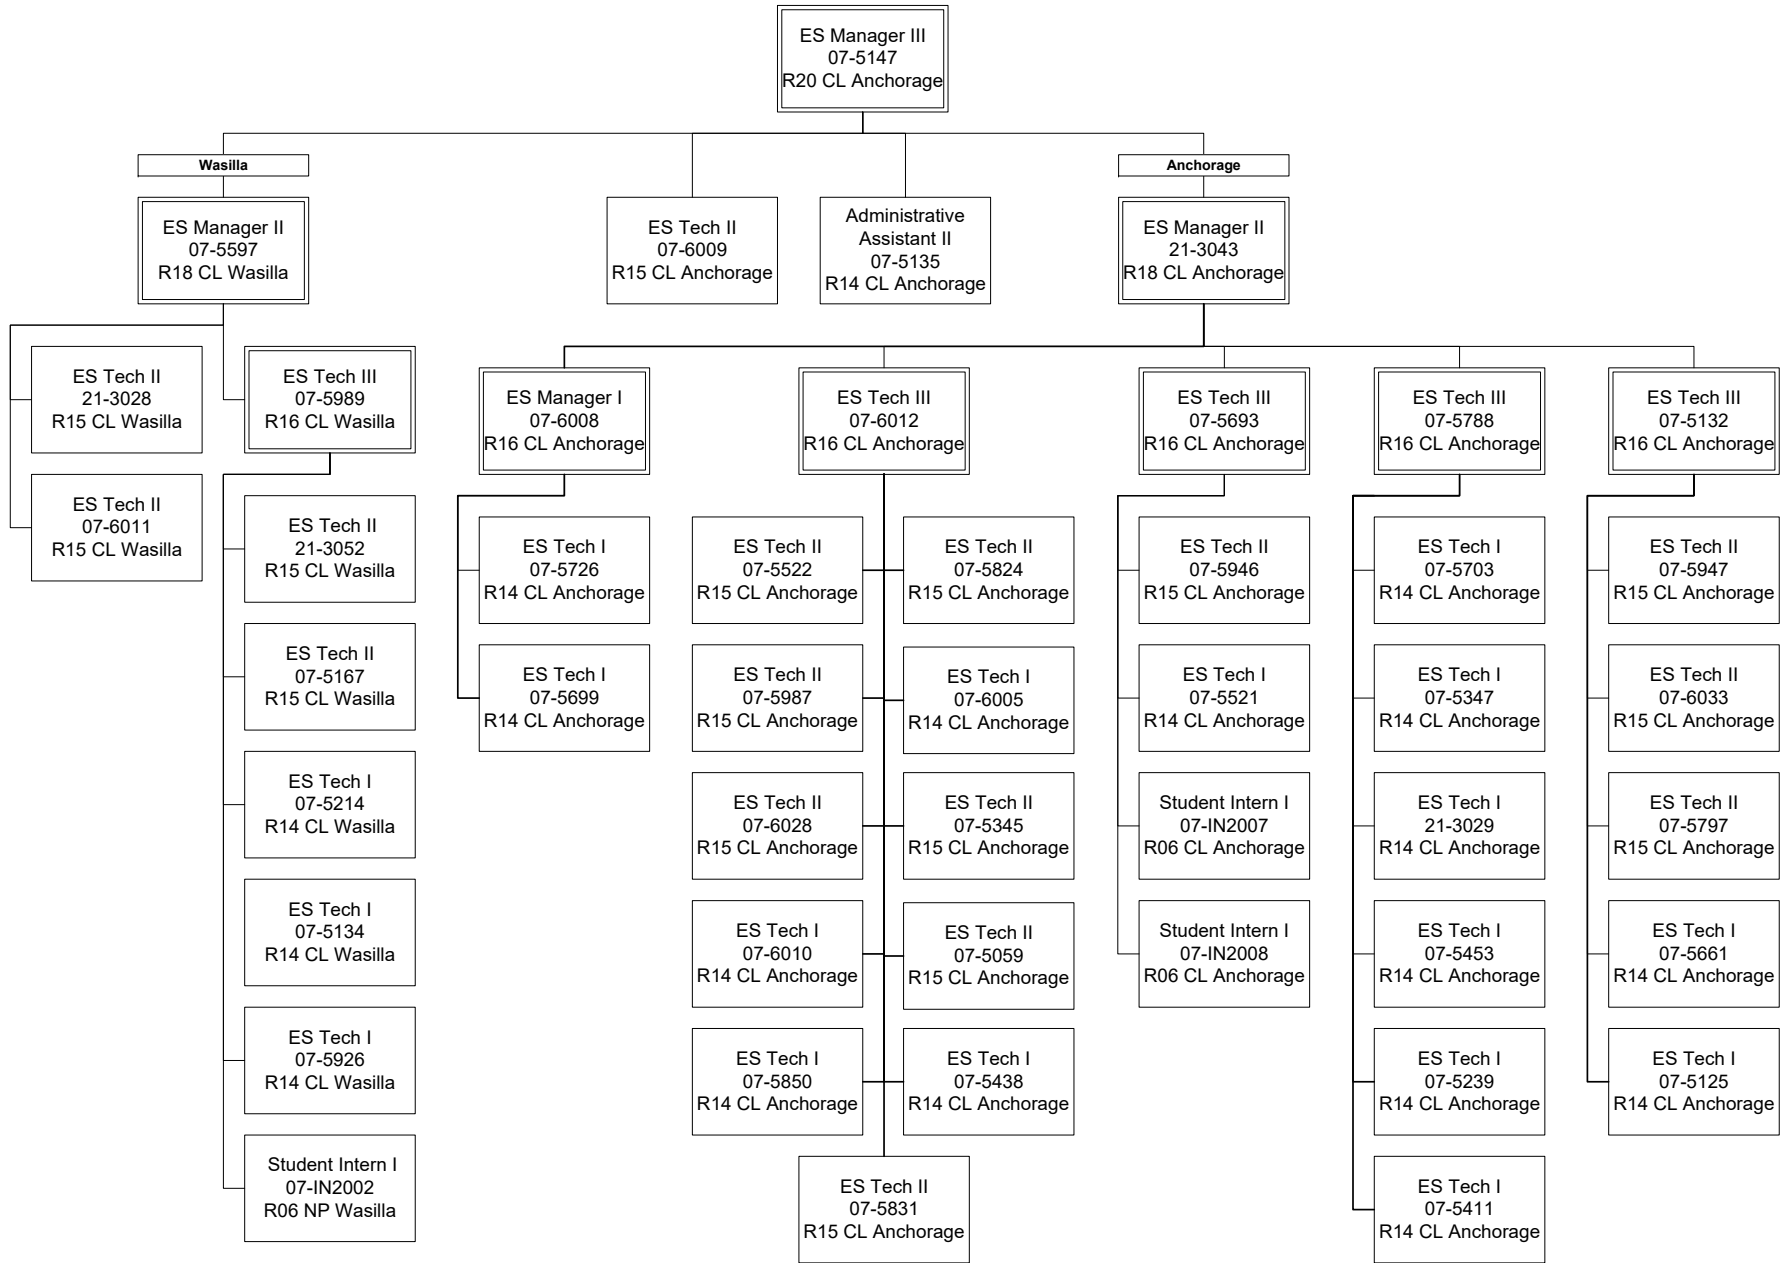 ES Manager III
07-5147
R20 CL Anchorage
Wasilla
Anchorage
ES Manager II
07-5597
R18 CL Wasilla
ES Tech II
07-6009
R15 CL Anchorage
Administrative
Assistant II
07-5135
R14 CL Anchorage
ES Manager II
21-3043
R18 CL Anchorage
ES Tech II
21-3028
R15 CL Wasilla
ES Tech II
07-6011
R15 CL Wasilla
ES Tech III
07-5989
R16 CL Wasilla
ES Tech II
21-3052
R15 CL Wasilla
ES Tech II
07-5167
R15 CL Wasilla
ES Tech I
07-5214
R14 CL Wasilla
ES Tech I
07-5134
R14 CL Wasilla
ES Tech I
07-5926
R14 CL Wasilla
Student Intern I
07-IN2002
R06 NP Wasilla
ES Manager I
07-6008
R16 CL Anchorage
ES Tech I
07-5726
R14 CL Anchorage
ES Tech I
07-5699
R14 CL Anchorage
ES Tech III
07-6012
R16 CL Anchorage
ES Tech II
07-5522
R15 CL Anchorage
ES Tech II
07-5824
R15 CL Anchorage
ES Tech II
07-5987
R15 CL Anchorage
ES Tech I
07-6005
R14 CL Anchorage
ES Tech II
07-6028
R15 CL Anchorage
ES Tech II
07-5345
R15 CL Anchorage
ES Tech I
07-6010
R14 CL Anchorage
ES Tech II
07-5059
R15 CL Anchorage
ES Tech I
07-5850
R14 CL Anchorage
ES Tech I
07-5438
R14 CL Anchorage
ES Tech II
07-5831
R15 CL Anchorage
ES Tech III
07-5693
R16 CL Anchorage
ES Tech II
07-5946
R15 CL Anchorage
ES Tech I
07-5521
R14 CL Anchorage
Student Intern I
07-IN2007
R06 CL Anchorage
Student Intern I
07-IN2008
R06 CL Anchorage
ES Tech III
07-5788
R16 CL Anchorage
ES Tech I
07-5703
R14 CL Anchorage
ES Tech I
07-5347
R14 CL Anchorage
ES Tech I
21-3029
R14 CL Anchorage
ES Tech I
07-5453
R14 CL Anchorage
ES Tech I
07-5239
R14 CL Anchorage
ES Tech I
07-5411
R14 CL Anchorage
ES Tech III
07-5132
R16 CL Anchorage
ES Tech II
07-5947
R15 CL Anchorage
ES Tech II
07-6033
R15 CL Anchorage
ES Tech II
07-5797
R15 CL Anchorage
ES Tech I
07-5661
R14 CL Anchorage
ES Tech I
07-5125
R14 CL Anchorage